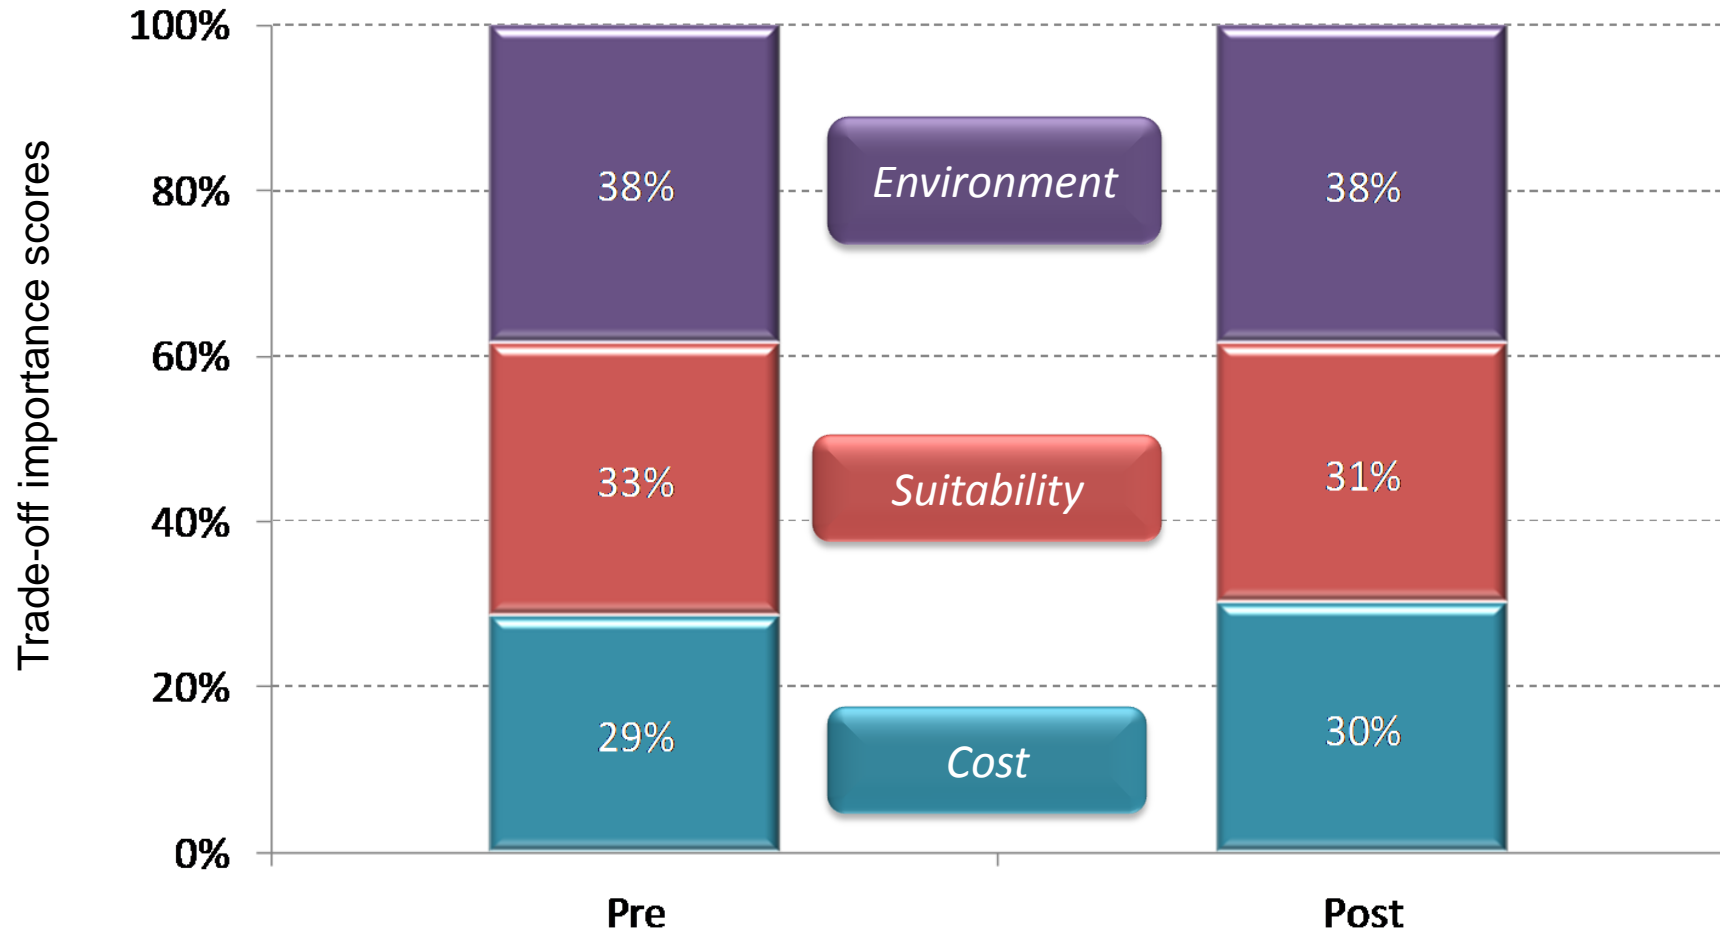 Trade-off importance scores
100%
80%
60%
40%
20%
0%
38%
Environment
38%
33%
Suitability
31%
29%
Cost
30%
Pre
Post